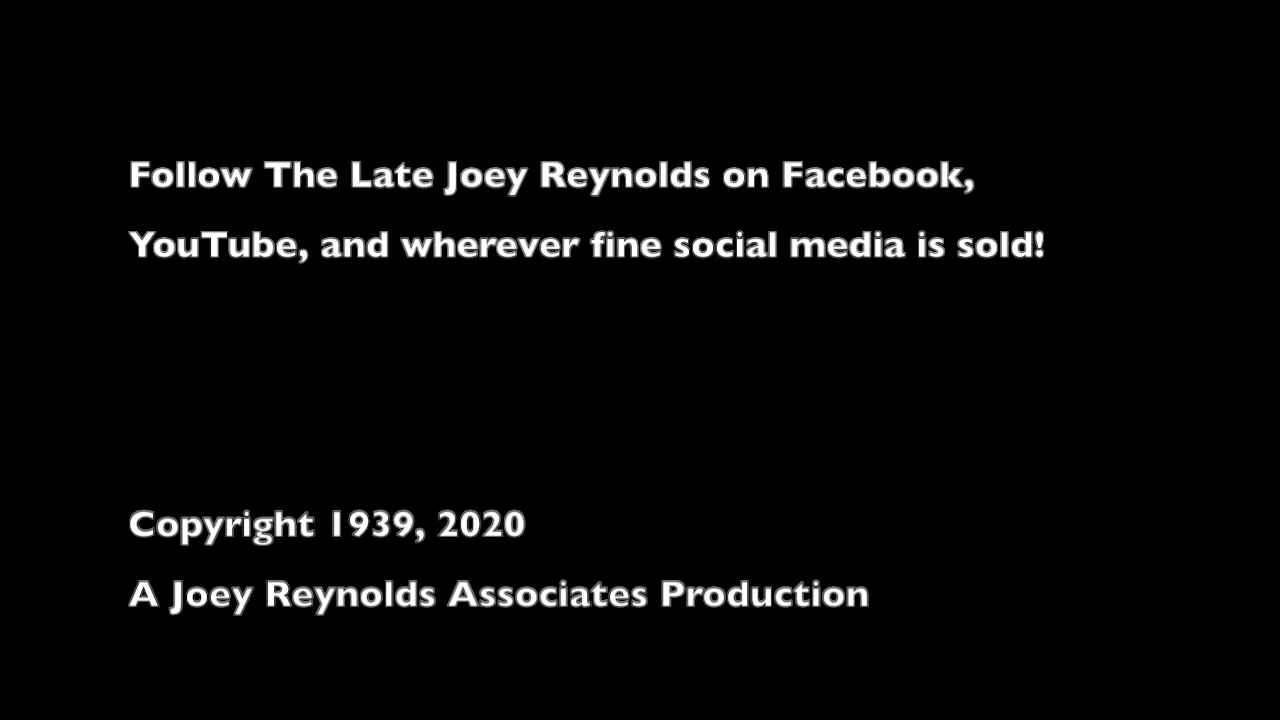 Follow The Late Joey Reynolds on Facebook,
YouTube, and wherever fine social media is sold!
Copyright 1939, 2020
A Joey Reynolds Associates Production